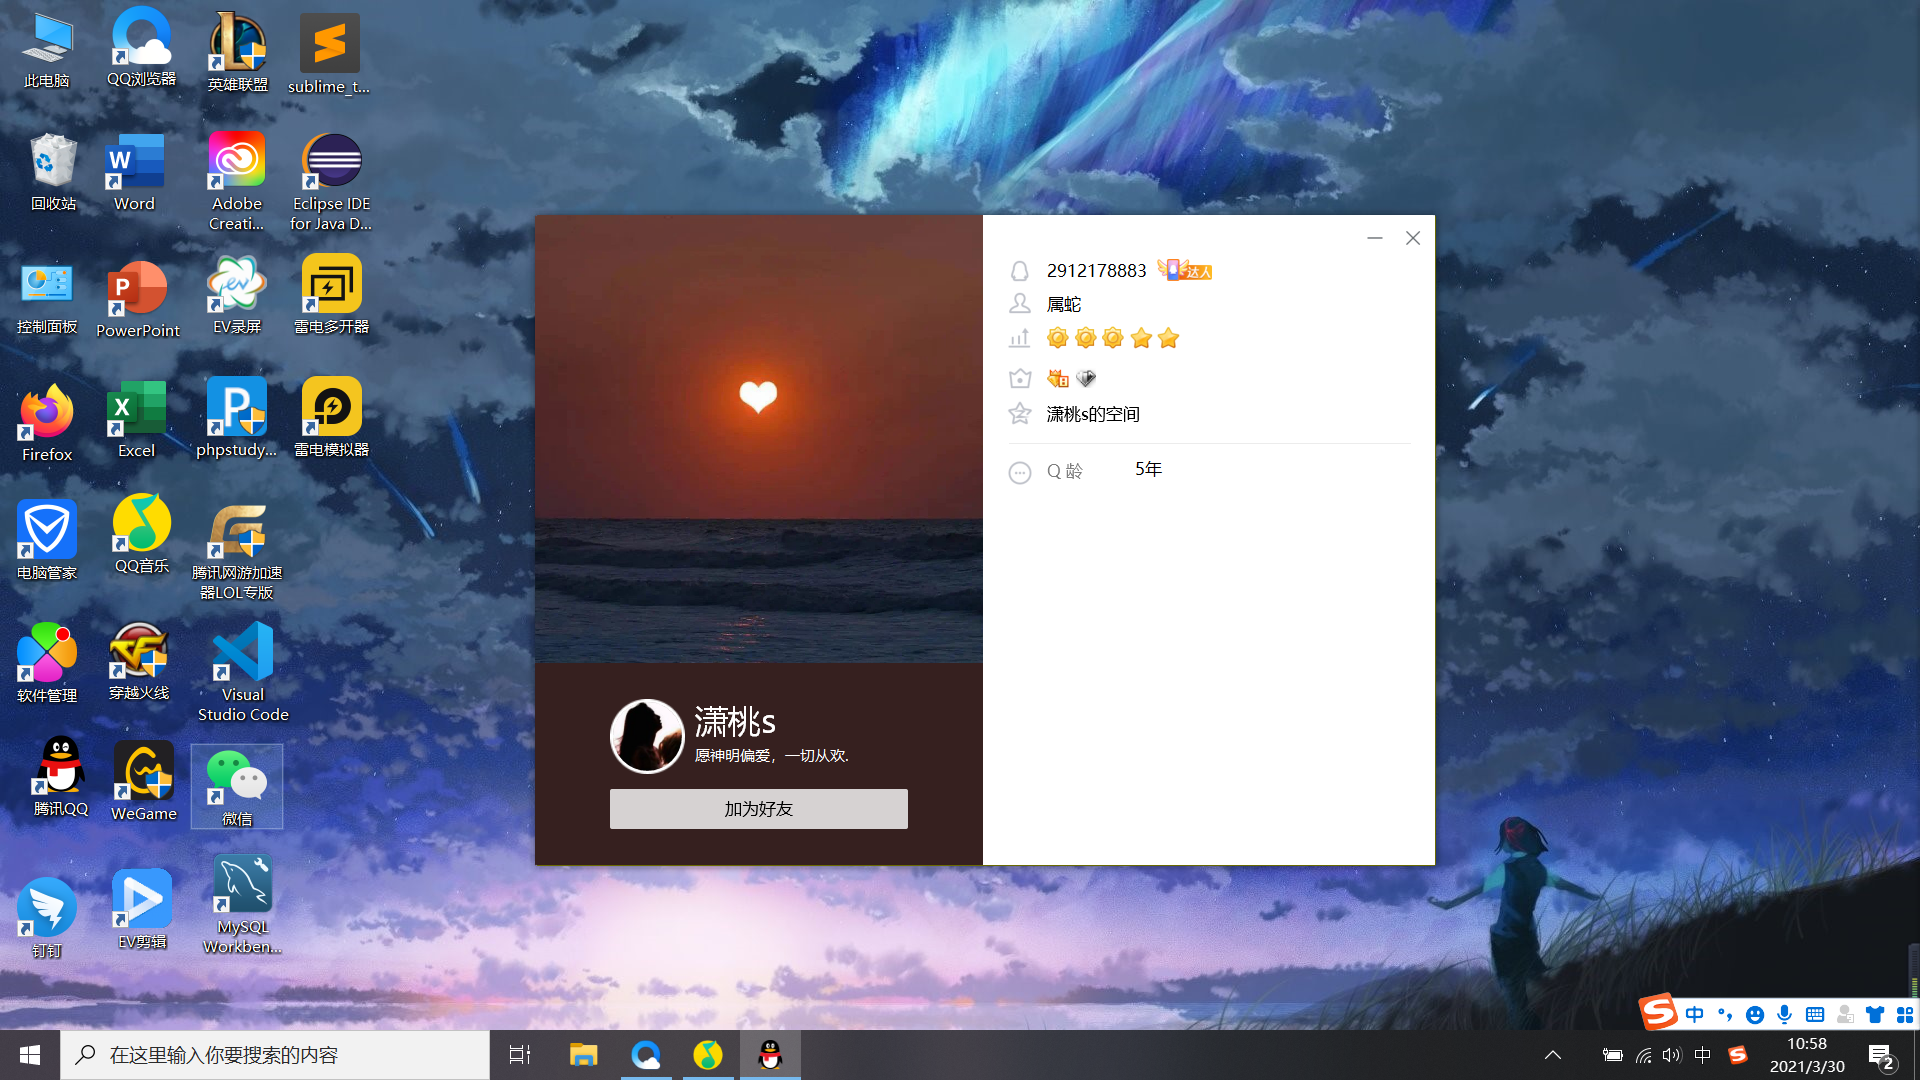 此电脑
QQ浏览器
英雄联盟
sublime_t...
回收站
Word
Adobe
Creati...
Eclipse IDE
for Java D...
控制面板
PowerPoint
EV录屏
雷电多开器
Firefox
Excel
phpstudy...
雷电模拟器
电脑管家
QQ音乐
腾讯网游加速
器LOL专版
软件管理
穿越火线
Visual
Studio Code
腾讯QQ
WeGame
微信
钉钉
EV剪辑
MySQL
Workben...
2912178883
达人
属蛇
潇桃s的空间
Q 龄
5年
潇桃s
愿神明偏爱，一切从欢.
加为好友
中
在这里输入你要搜索的内容
中
10:58
2021/3/30
2